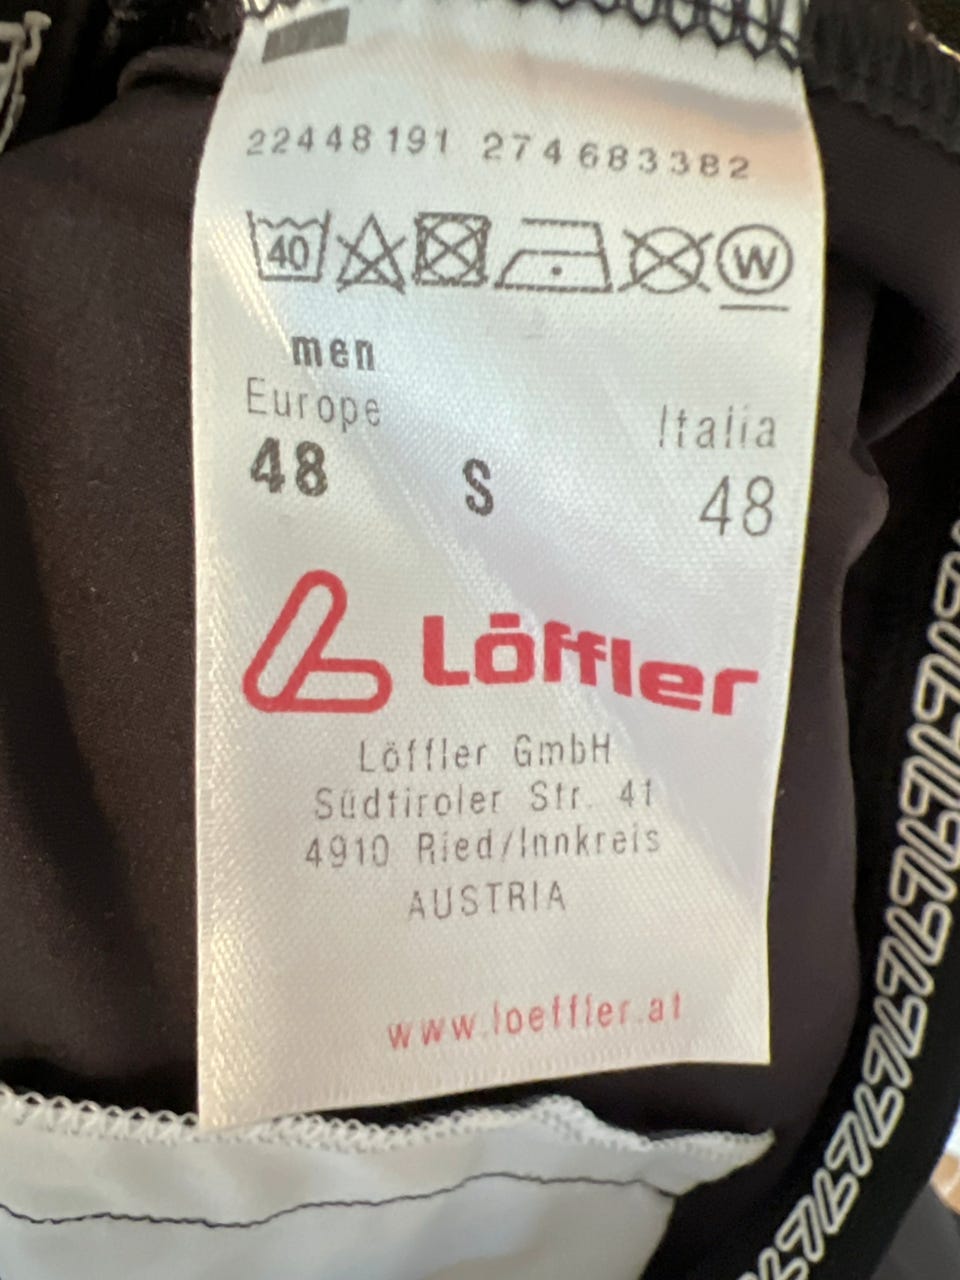 22448191 274683382
40 W
men
Europe Italia
48 S 48
Löffler
Löffler GmbH
Südtiroler Str. 41
4910 Ried/Innkreis
AUSTRIA
www.loeffler.at